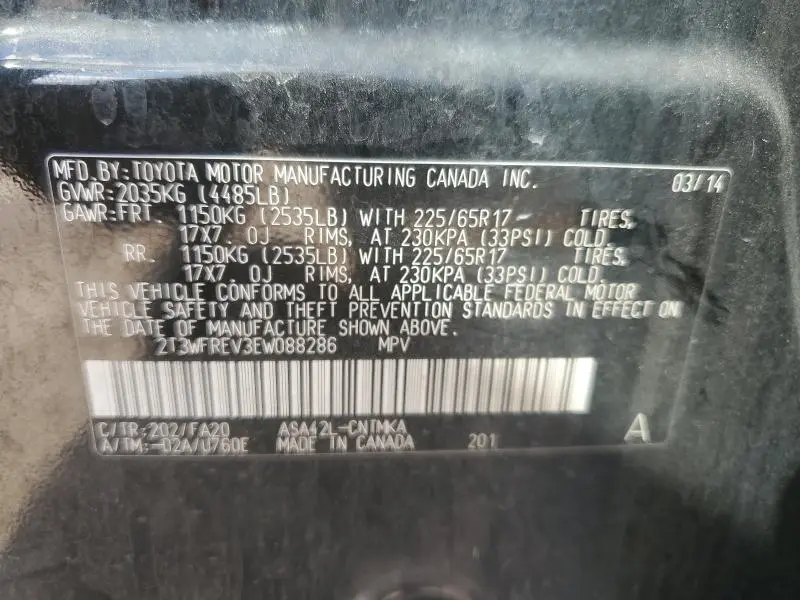 MFD.BY:TOYOTA MOTOR MANUFACTURING CANADA INC. 03/14
GVWR:2035KG (4485LB)
GAWR:FRT. 1150KG (2535LB) WITH 225/65R17 TIRES,
17X7.0J RIMS, AT 230KPA (33PSI) COLD.
RR. 1150KG (2535LB) WITH 225/65R17 TIRES,
17X7.0J RIMS, AT 230KPA (33PSI) COLD.
THIS VEHICLE CONFORMS TO ALL APPLICABLE FEDERAL MOTOR
VEHICLE SAFETY AND THEFT PREVENTION STANDARDS IN EFFECT ON
THE DATE OF MANUFACTURE SHOWN ABOVE.
2T3WFREV3EW088286 MPV
C/TR:202/FA20 ASA42L-CNTMKA
A/TM:-02A/U760E MADE IN CANADA 201 A